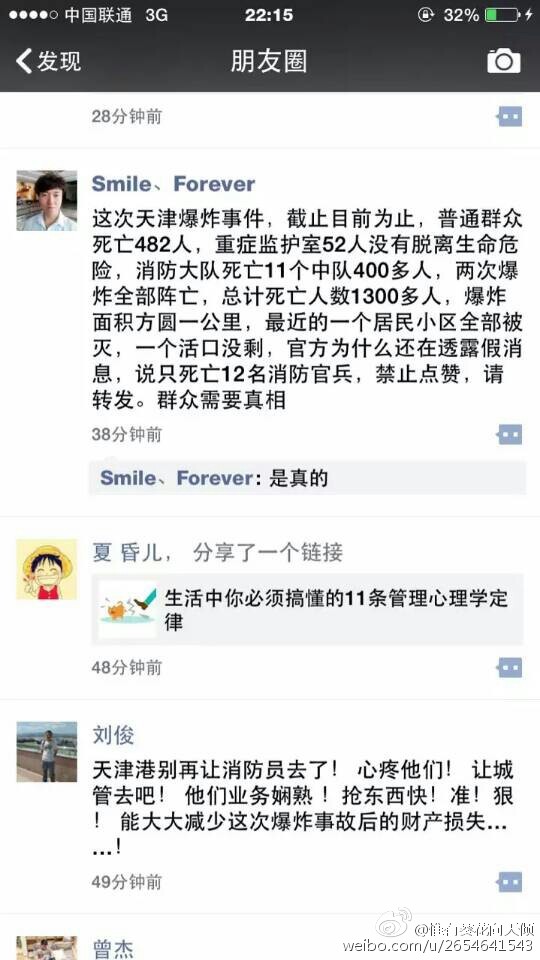 中国联通 3G 22:15 32%
发现 朋友圈
28分钟前
Smile、Forever
这次天津爆炸事件，截止目前为止，普通群众
死亡482人，重症监护室52人没有脱离生命危
险，消防大队死亡11个中队400多人，两次爆
炸全部阵亡，总计死亡人数1300多人，爆炸
面积方圆一公里，最近的一个居民小区全部被
灭，一个活口没剩，官方为什么还在透露假消
息，说只死亡12名消防官兵，禁止点赞，请
转发。群众需要真相
38分钟前
Smile、Forever: 是真的
夏 昏儿， 分享了一个链接
生活中你必须搞懂的11条管理心理学定
律
48分钟前
刘俊
天津港别再让消防员去了！ 心疼他们！ 让城
管去吧！ 他们业务娴熟 ！抢东西快！准！狠
！ 能大大减少这次爆炸事故后的财产损失...
...！
49分钟前
曾杰
@惟有葵花向大倾
weibo.com/u/2654641543